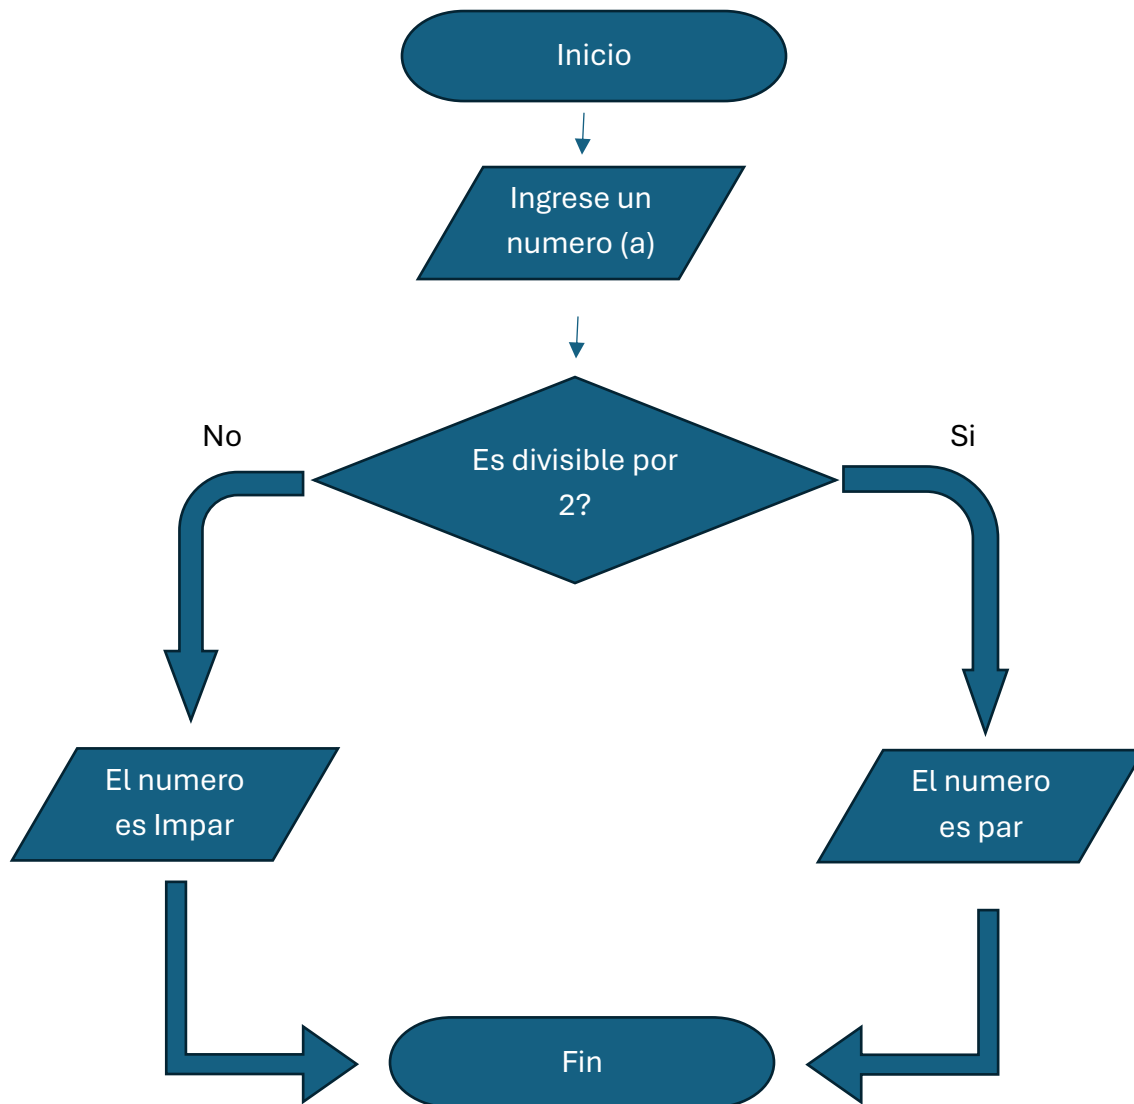 Inicio
Ingrese un
numero (a)
No
Si
Es divisible por
2?
El numero
es Impar
El numero
es par
Fin